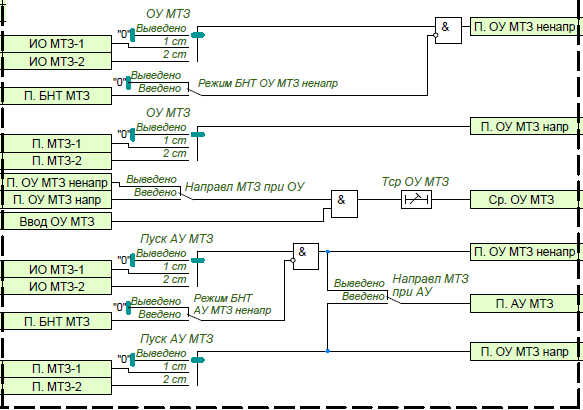 ОУ МТЗ
"0"
Выведено
1 ст
2 ст
ИО МТЗ-1
ИО МТЗ-2
&
П. ОУ МТЗ ненапр
"0"
Выведено
Введено
Режим БНТ ОУ МТЗ ненапр
П. БНТ МТЗ
ОУ МТЗ
"0"
Выведено
1 ст
2 ст
П. МТЗ-1
П. МТЗ-2
П. ОУ МТЗ напр
П. ОУ МТЗ ненапр
П. ОУ МТЗ напр
Выведено
Введено
Направл МТЗ при ОУ
Ввод ОУ МТЗ
&
Тср ОУ МТЗ
Ср. ОУ МТЗ
Пуск АУ МТЗ
"0"
Выведено
1 ст
2 ст
ИО МТЗ-1
ИО МТЗ-2
&
П. ОУ МТЗ ненапр
"0"
Выведено
Введено
Режим БНТ
АУ МТЗ ненапр
П. БНТ МТЗ
Выведено
Введено
Направл МТЗ
при АУ
П. АУ МТЗ
Пуск АУ МТЗ
"0"
Выведено
1 ст
2 ст
П. МТЗ-1
П. МТЗ-2
П. ОУ МТЗ напр